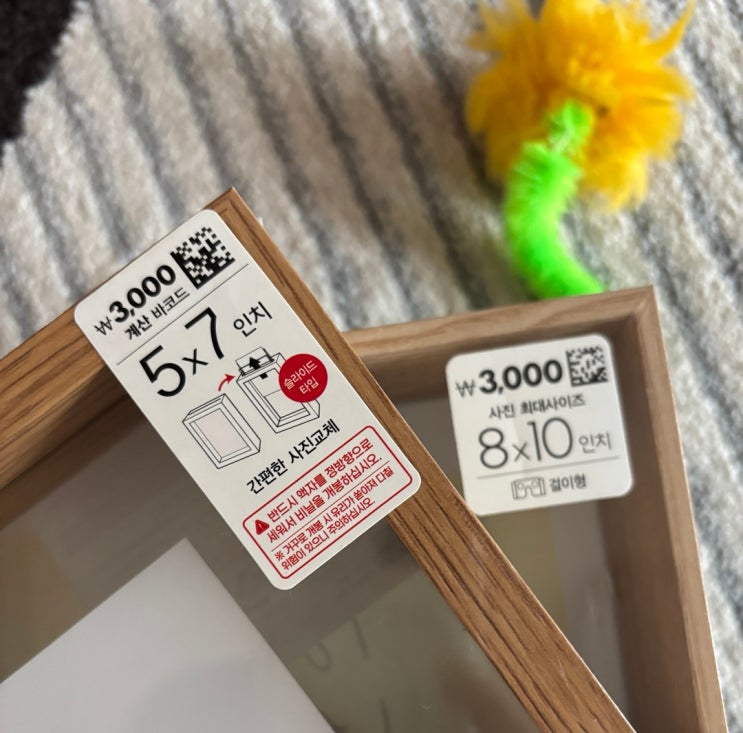 ₩3,000
계산 바코드
5x7 인치
슬라이드
타입
간편한 사진교체
반드시 액자를 정방향으로
세워서 비닐을 개봉하십시오.
※ 거꾸로 개봉 시 유리가 쏟아져 다칠
위험이 있으니 주의하십시오.
₩3,000
사진 최대사이즈
8x10 인치
걸이형